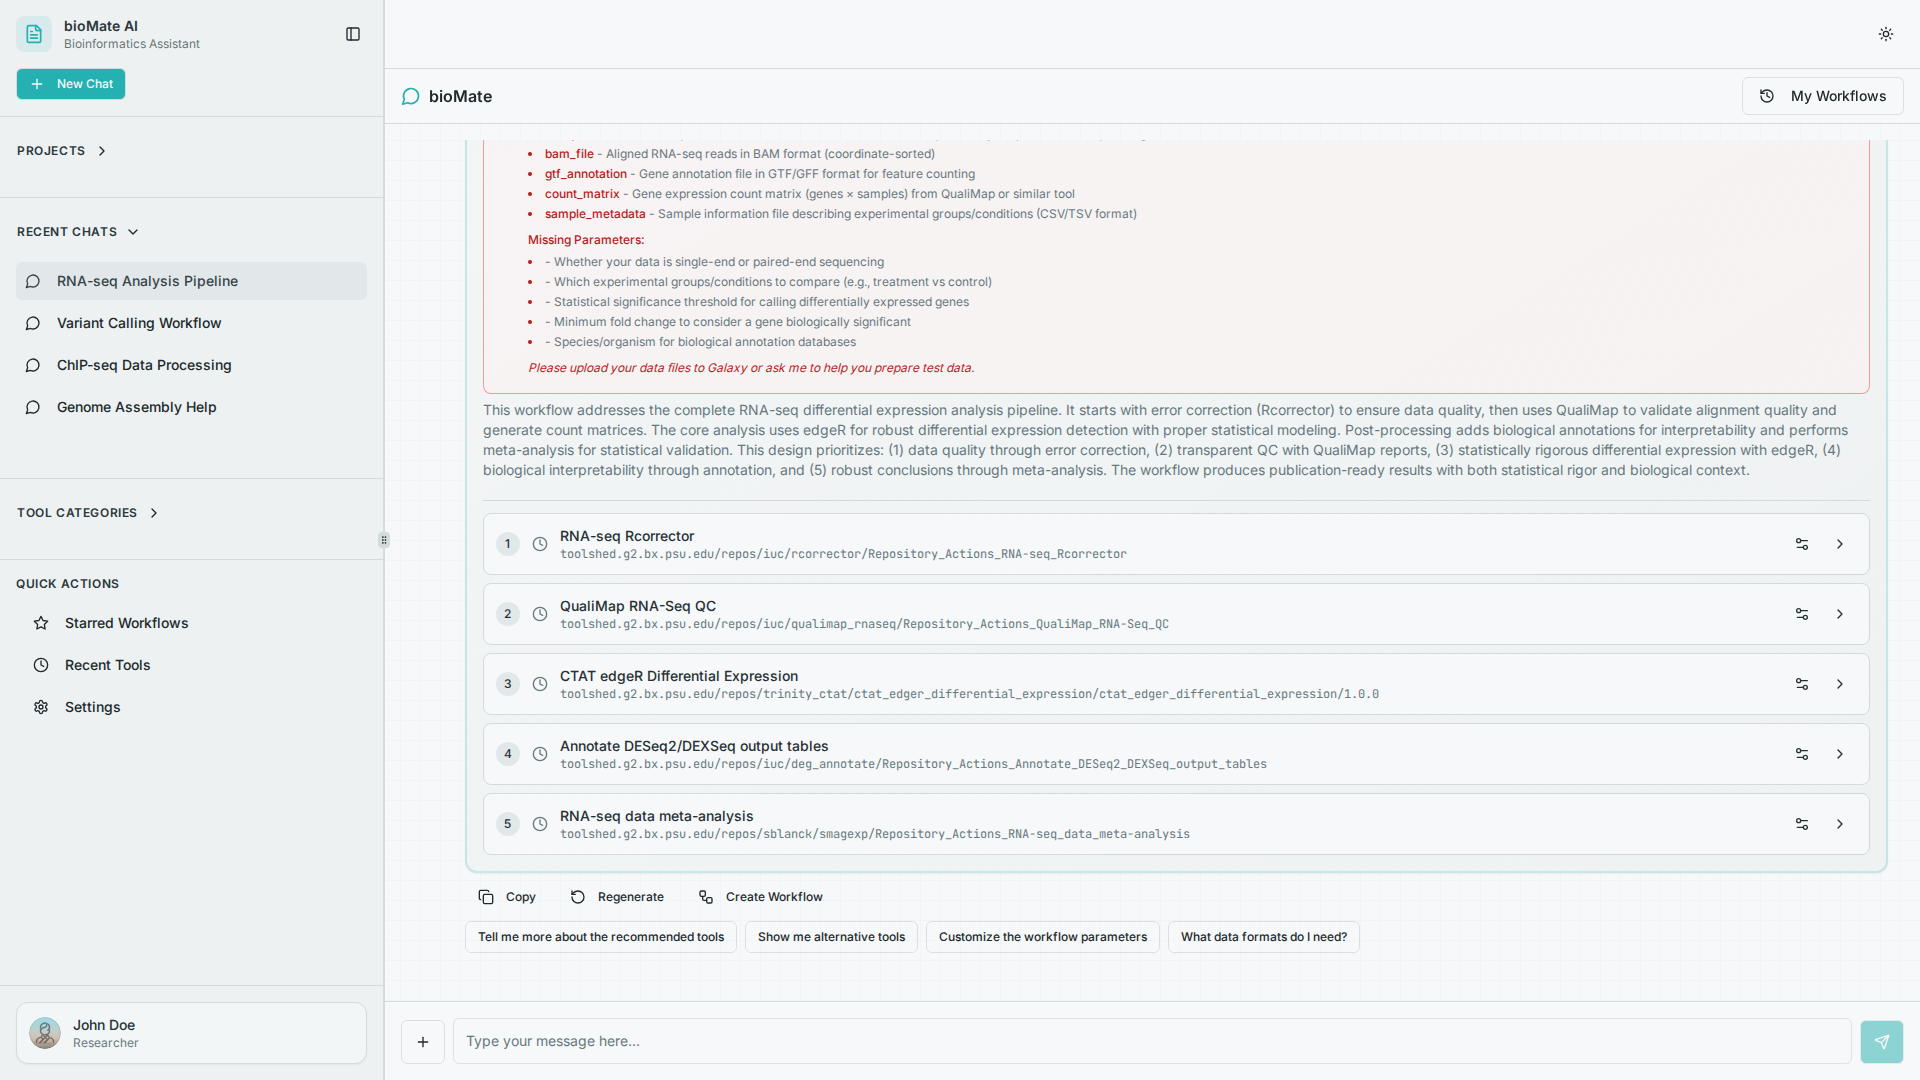 bioMate AI
Bioinformatics Assistant
New Chat
PROJECTS
RECENT CHATS
RNA-seq Analysis Pipeline
Variant Calling Workflow
ChIP-seq Data Processing
Genome Assembly Help
TOOL CATEGORIES
QUICK ACTIONS
Starred Workflows
Recent Tools
Settings
John Doe
Researcher
bioMate
My Workflows
• bam_file - Aligned RNA-seq reads in BAM format (coordinate-sorted)
• gtf_annotation - Gene annotation file in GTF/GFF format for feature counting
• count_matrix - Gene expression count matrix (genes × samples) from QualiMap or similar tool
• sample_metadata - Sample information file describing experimental groups/conditions (CSV/TSV format)
Missing Parameters:
• - Whether your data is single-end or paired-end sequencing
• - Which experimental groups/conditions to compare (e.g., treatment vs control)
• - Statistical significance threshold for calling differentially expressed genes
• - Minimum fold change to consider a gene biologically significant
• - Species/organism for biological annotation databases
Please upload your data files to Galaxy or ask me to help you prepare test data.
This workflow addresses the complete RNA-seq differential expression analysis pipeline. It starts with error correction (Rcorrector) to ensure data quality, then uses QualiMap to validate alignment quality and
generate count matrices. The core analysis uses edgeR for robust differential expression detection with proper statistical modeling. Post-processing adds biological annotations for interpretability and performs
meta-analysis for statistical validation. This design prioritizes: (1) data quality through error correction, (2) transparent QC with QualiMap reports, (3) statistically rigorous differential expression with edgeR, (4)
biological interpretability through annotation, and (5) robust conclusions through meta-analysis. The workflow produces publication-ready results with both statistical rigor and biological context.
1 RNA-seq Rcorrector
toolshed.g2.bx.psu.edu/repos/iuc/rcorrector/Repository_Actions_RNA-seq_Rcorrector
2 QualiMap RNA-Seq QC
toolshed.g2.bx.psu.edu/repos/iuc/qualimap_rnaseq/Repository_Actions_QualiMap_RNA-Seq_QC
3 CTAT edgeR Differential Expression
toolshed.g2.bx.psu.edu/repos/trinity_ctat/ctat_edger_differential_expression/ctat_edger_differential_expression/1.0.0
4 Annotate DESeq2/DEXSeq output tables
toolshed.g2.bx.psu.edu/repos/iuc/deg_annotate/Repository_Actions_Annotate_DESeq2_DEXSeq_output_tables
5 RNA-seq data meta-analysis
toolshed.g2.bx.psu.edu/repos/sblanck/smagexp/Repository_Actions_RNA-seq_data_meta-analysis
Copy Regenerate Create Workflow
Tell me more about the recommended tools Show me alternative tools Customize the workflow parameters What data formats do I need?
Type your message here...